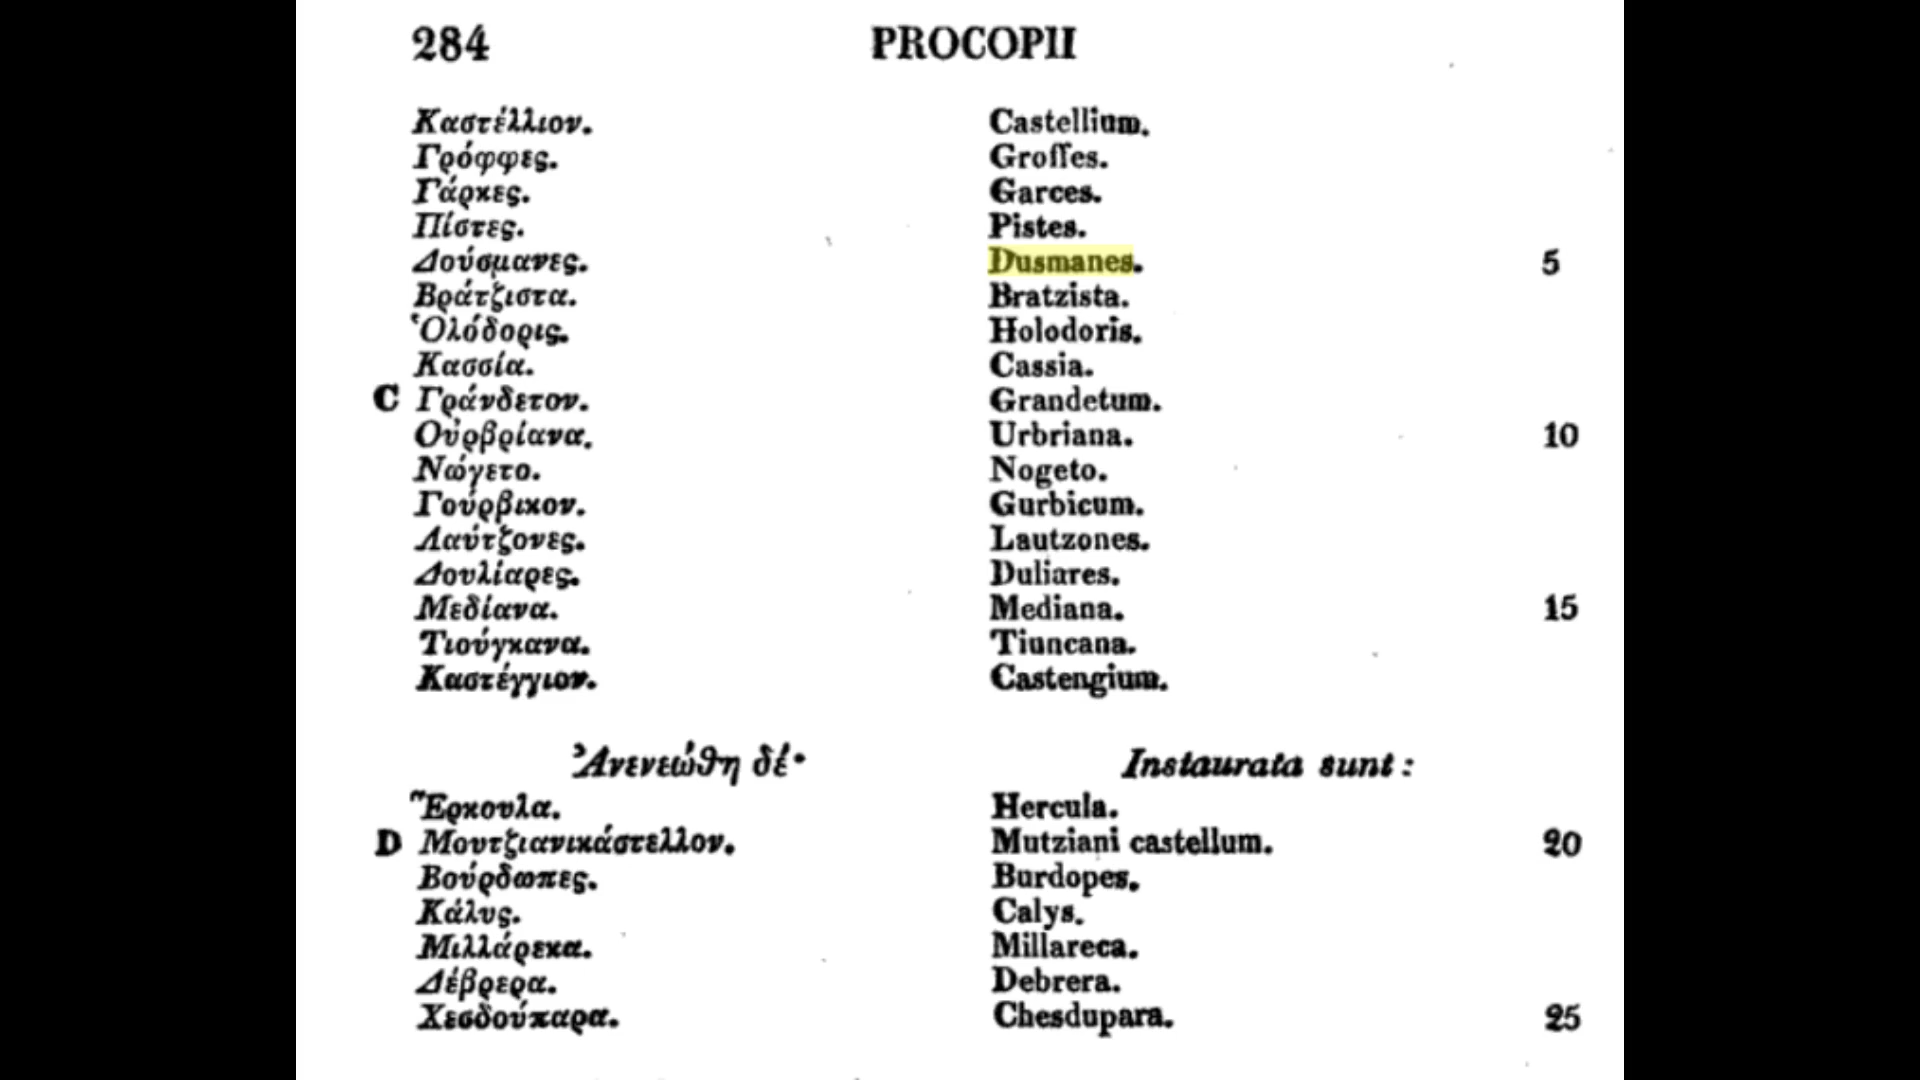 284 PROCOPII
Καστέλλιον. Castellium.
Γρόφφες. Groffes.
Γάρκες. Garces.
Πίστες. Pistes.
Δούσμανες. Dusmanes. 5
Βράτζιστα. Bratzista.
Ὁλόδορις. Holodoris.
Κασσία. Cassia.
C Γράνδετον. Grandetum.
Οὐρβρίανα. Urbriana. 10
Νώγετο. Nogeto.
Γούρβικον. Gurbicum.
Λαύτζονες. Lautzones.
Δουλίαρες. Duliares.
Μεδίανα. Mediana. 15
Τιούγκανα. Tiuncana.
Καστέγγιον. Castengium.
Ἀνενεώθη δέ· Instaurata sunt:
Ἕρκουλα. Hercula.
D Μουτζιανικάστελλον. Mutziani castellum. 20
Βούρδωπες. Burdopes.
Κάλυς. Calys.
Μιλλάρεκα. Millareca.
Δέβρερα. Debrera.
Χεσδούπαρα. Chesdupara. 25